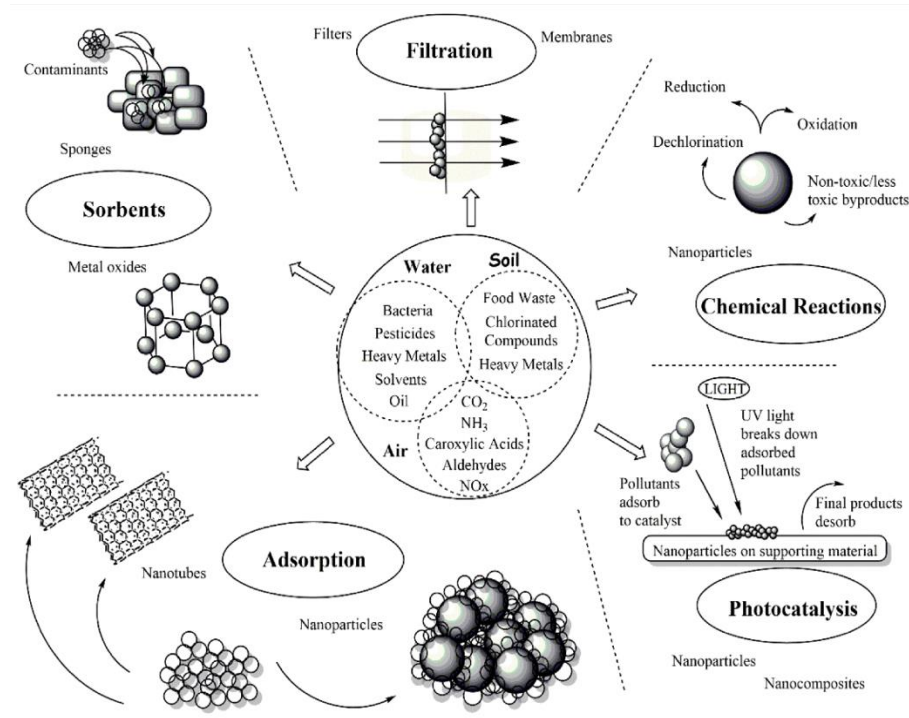 Filters
Filtration
Membranes
Contaminants
Sponges
Sorbents
Metal oxides
Reduction
Oxidation
Dechlorination
Non-toxic/less
toxic byproducts
Nanoparticles
Chemical Reactions
Water
Bacteria
Pesticides
Heavy Metals
Solvents
Oil
Soil
Food Waste
Chlorinated
Compounds
Heavy Metals
Air
CO₂
NH₃
Caroxylic Acids
Aldehydes
NOx
LIGHT
UV light
breaks down
adsorbed
pollutants
Pollutants
adsorb
to catalyst
Final products
desorb
Nanoparticles on supporting material
Photocatalysis
Nanoparticles
Nanocomposites
Adsorption
Nanotubes
Nanoparticles